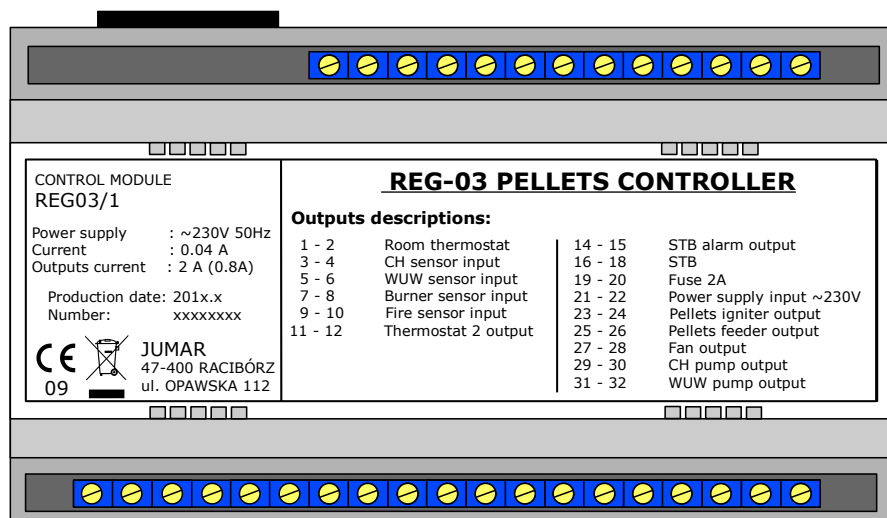 CONTROL MODULE
REG03/1
Power supply : ~230V 50Hz
Current : 0.04 A
Outputs current : 2 A (0.8A)
Production date: 201x.x
Number: xxxxxxxx
CE
09
JUMAR
47-400 RACIBÓRZ
ul. OPAWSKA 112
REG-03 PELLETS CONTROLLER
Outputs descriptions:
1 - 2 Room thermostat
3 - 4 CH sensor input
5 - 6 WUW sensor input
7 - 8 Burner sensor input
9 - 10 Fire sensor input
11 - 12 Thermostat 2 output
14 - 15 STB alarm output
16 - 18 STB
19 - 20 Fuse 2A
21 - 22 Power supply input ~230V
23 - 24 Pellets igniter output
25 - 26 Pellets feeder output
27 - 28 Fan output
29 - 30 CH pump output
31 - 32 WUW pump output